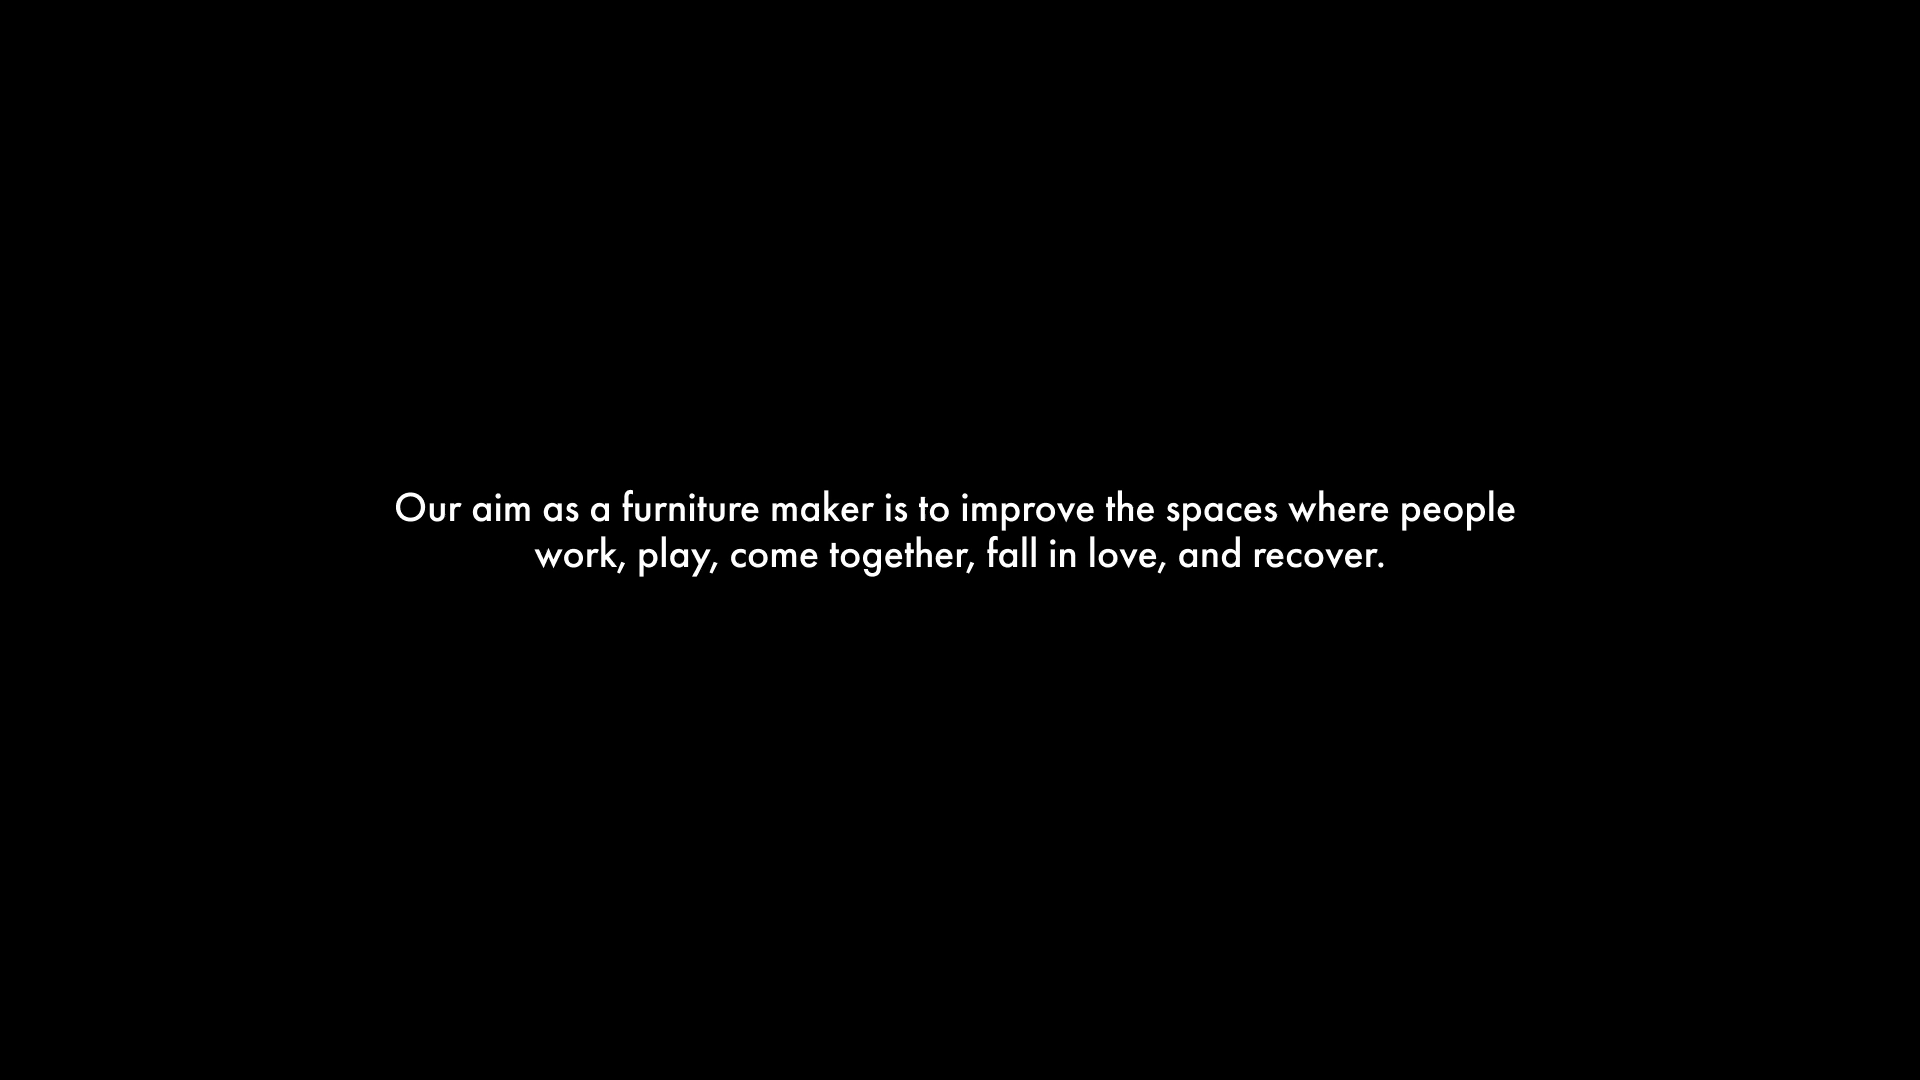 Our aim as a furniture maker is to improve the spaces where people
work, play, come together, fall in love, and recover.